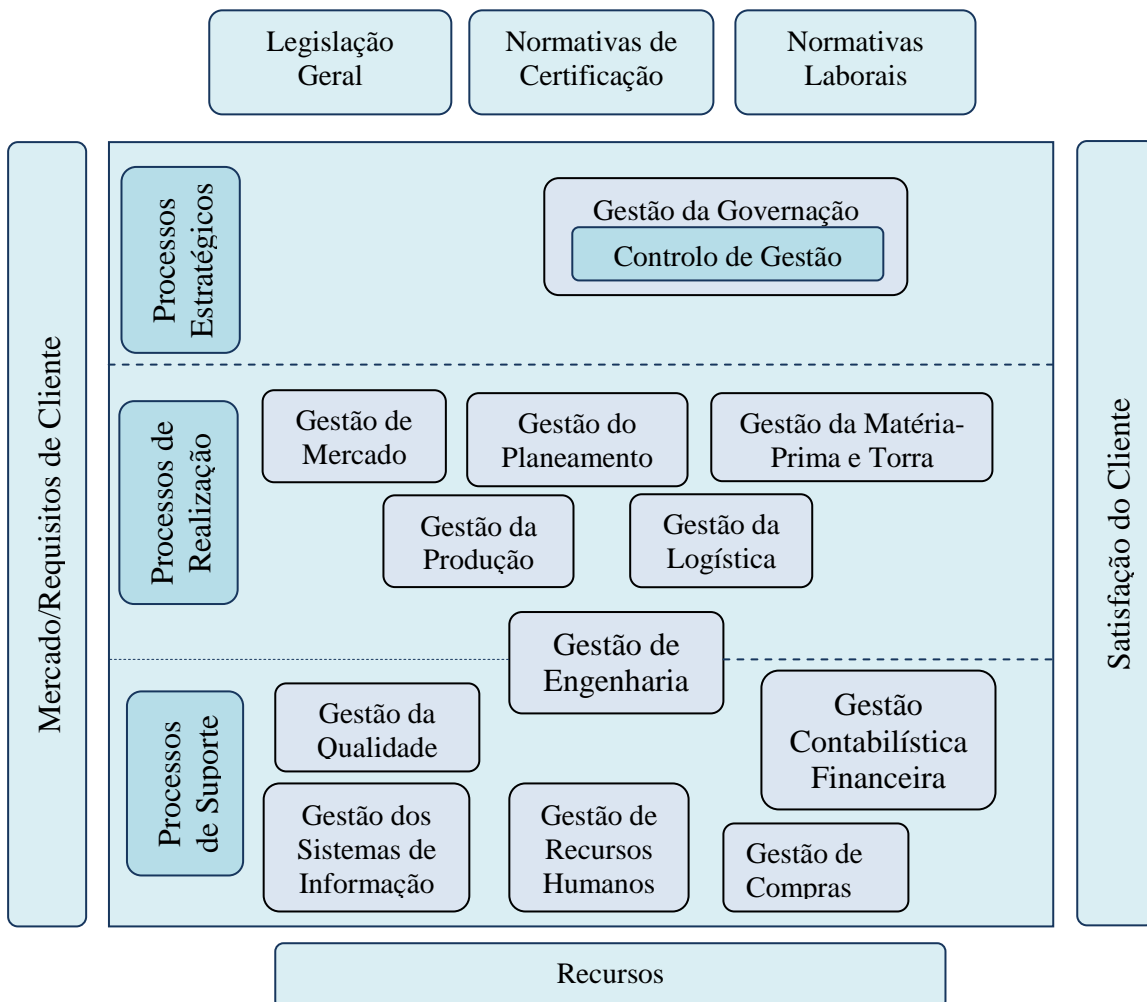 Legislação
Geral
Normativas de
Certificação
Normativas
Laborais
Mercado/Requisitos de Cliente
Processos
Estratégicos
Gestão da Governação
Controlo de Gestão
Processos de
Realização
Gestão de
Mercado
Gestão do
Planeamento
Gestão da Matéria-
Prima e Torra
Gestão da
Produção
Gestão da
Logística
Gestão de
Engenharia
Processos
de Suporte
Gestão da
Qualidade
Gestão
Contabilística
Financeira
Gestão dos
Sistemas de
Informação
Gestão de
Recursos
Humanos
Gestão de
Compras
Satisfação do Cliente
Recursos